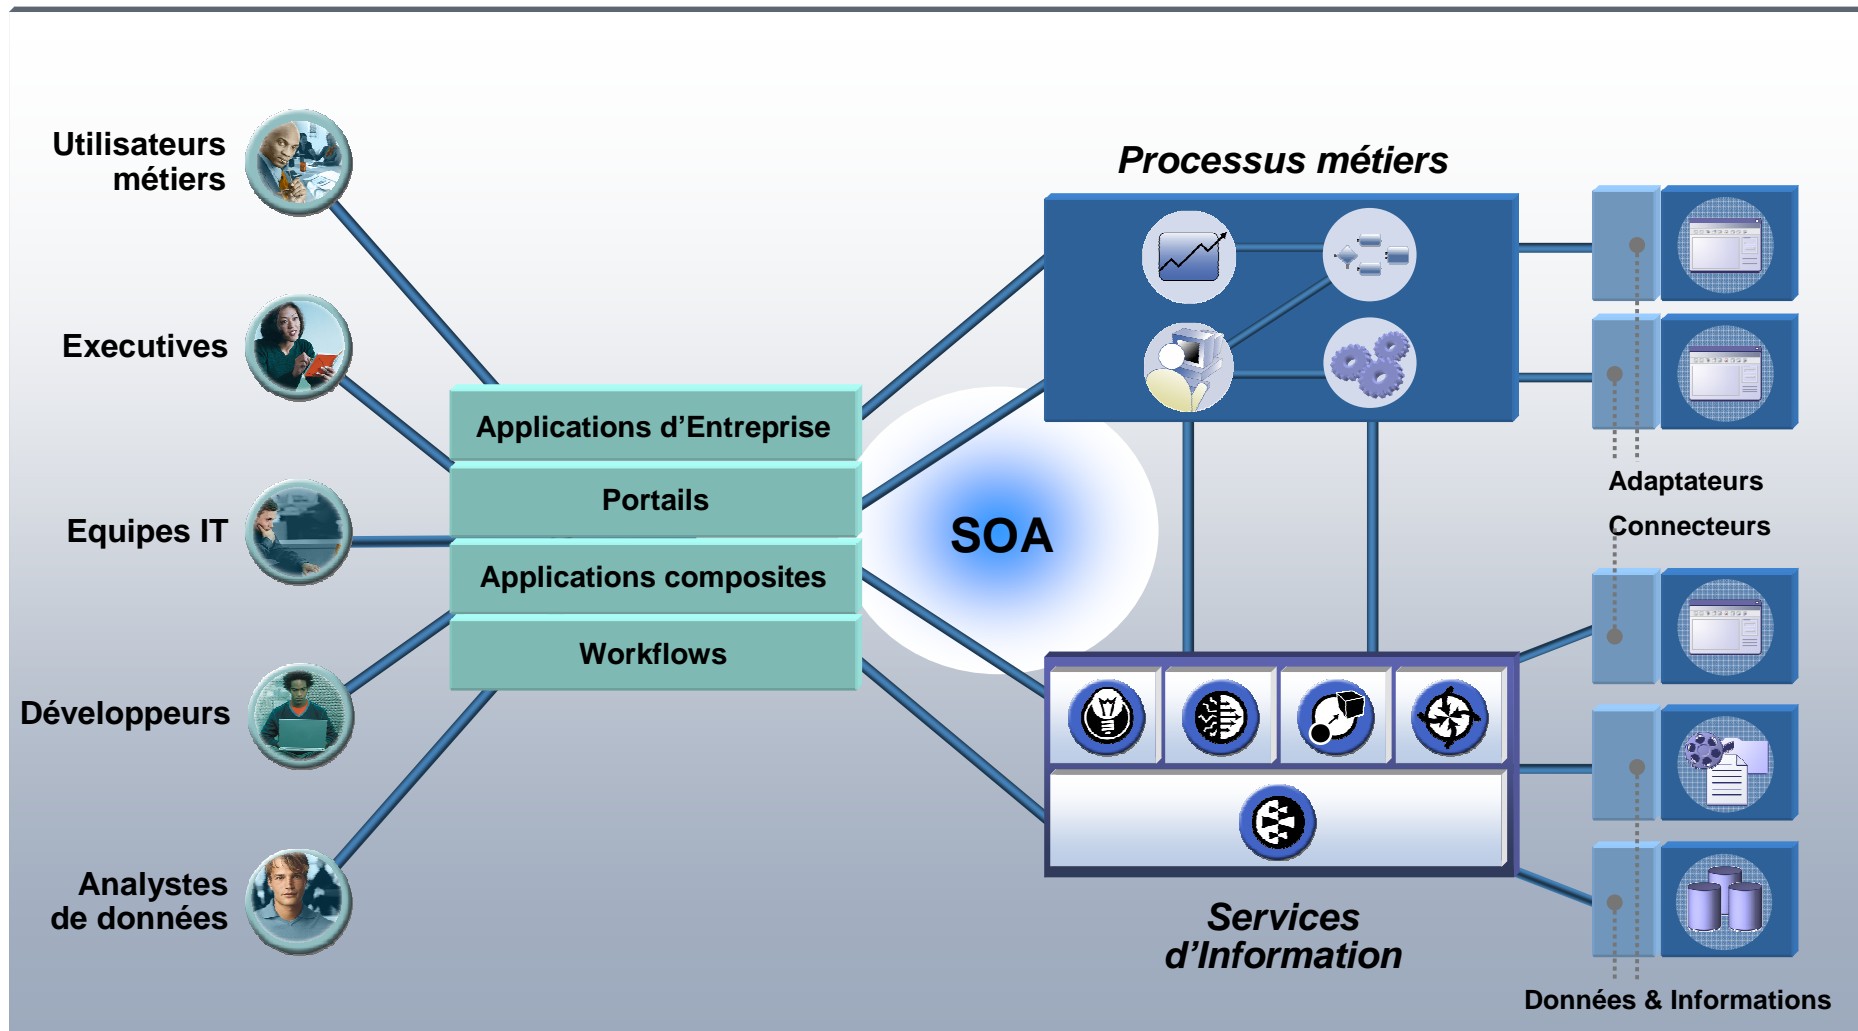 Utilisateurs
métiers
Executives
Equipes IT
Développeurs
Analystes
de données
Applications d’Entreprise
Portails
Applications composites
Workflows
SOA
Processus métiers
Services
d’Information
Adaptateurs
Connecteurs
Données & Informations